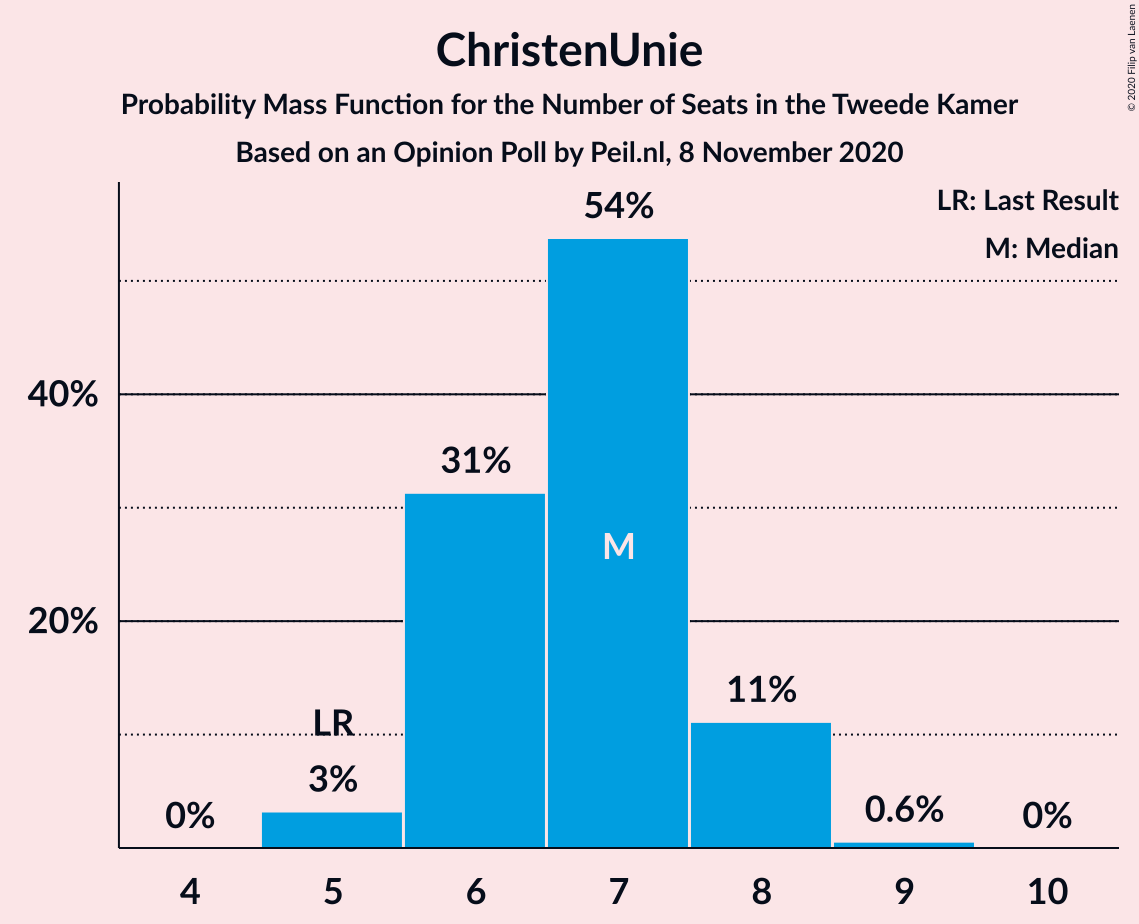 ChristenUnie
Probability Mass Function for the Number of Seats in the Tweede Kamer
Based on an Opinion Poll by Peil.nl, 8 November 2020
© 2020 Filip van Laenen
LR: Last Result
M: Median
54%
40%
31%
M
20%
11%
LR
3%
0%
0.6%
0%
4 5 6 7 8 9 10